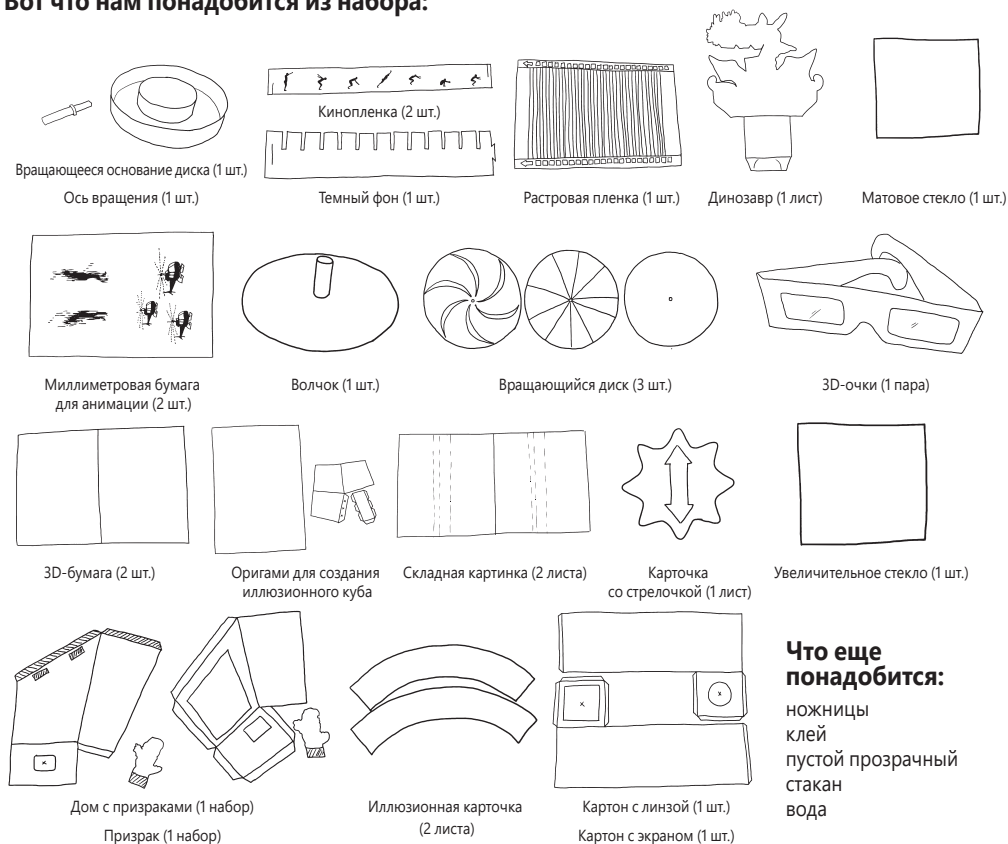 Вот что нам понадобится из набора:
Кинопленка (2 шт.)
Вращающееся основание диска (1 шт.)
Ось вращения (1 шт.)
Темный фон (1 шт.)
Растровая пленка (1 шт.)
Динозавр (1 лист)
Матовое стекло (1 шт.)
Миллиметровая бумага
для анимации (2 шт.)
Волчок (1 шт.)
Вращающийся диск (3 шт.)
3D-очки (1 пара)
3D-бумага (2 шт.)
Оригами для создания
иллюзионного куба
Складная картинка (2 листа)
Карточка
со стрелочкой (1 лист)
Увеличительное стекло (1 шт.)
Дом с призраками (1 набор)
Призрак (1 набор)
Иллюзионная карточка
(2 листа)
Картон с линзой (1 шт.)
Картон с экраном (1 шт.)
Что еще
понадобится:
ножницы
клей
пустой прозрачный
стакан
вода